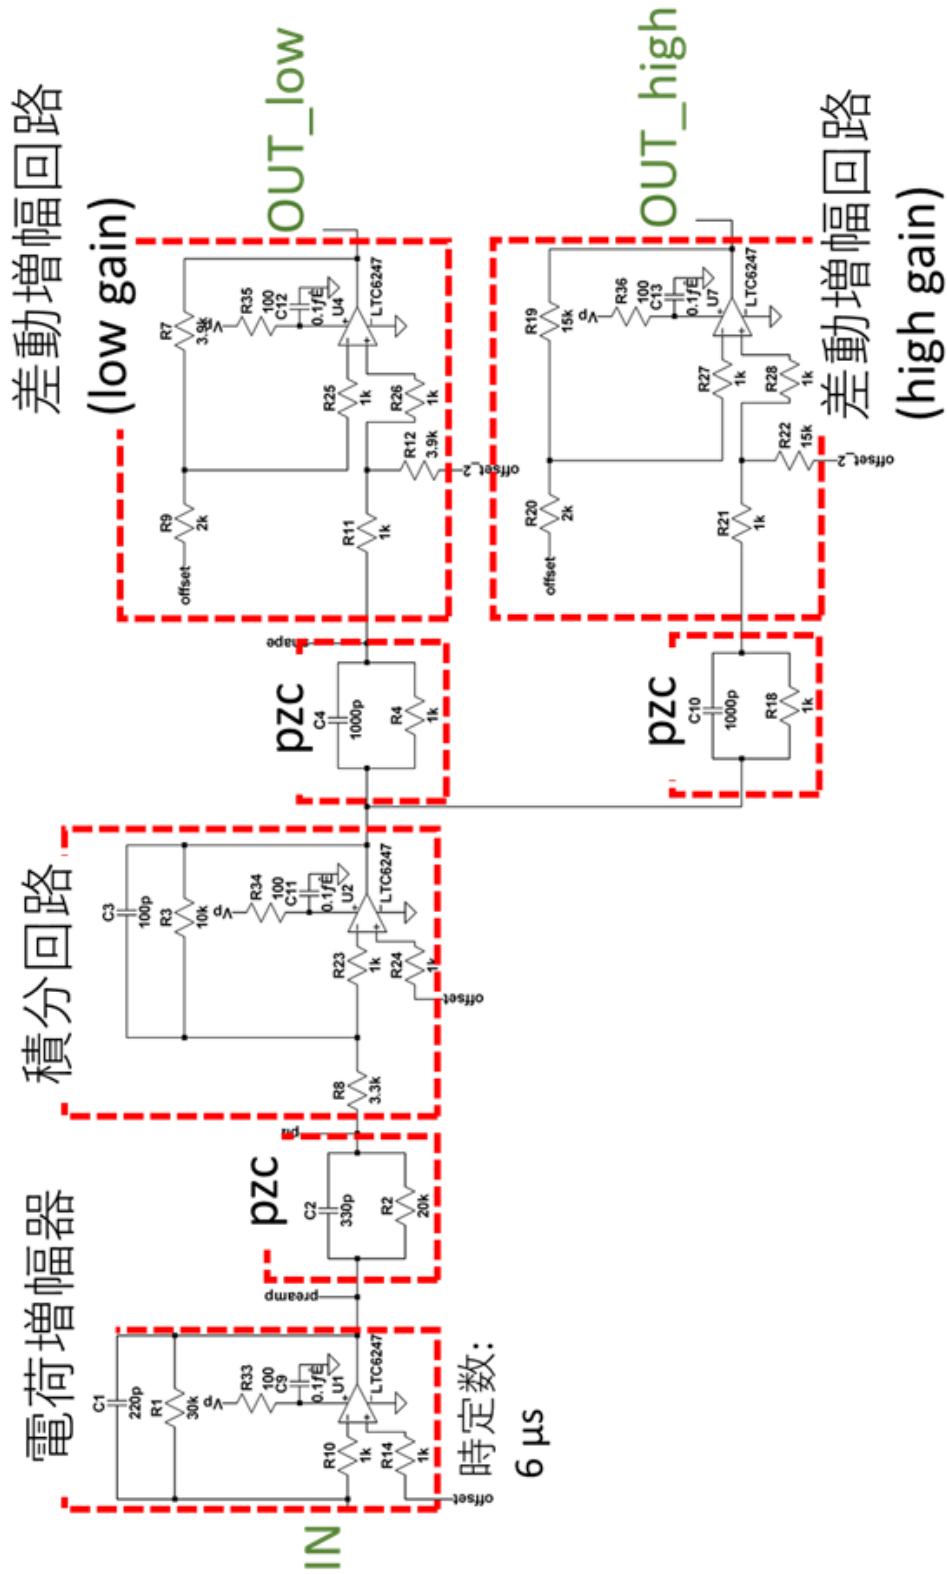 電荷増幅器
C1
220p
R1
30k
Vp
R33
100
C9
0.1ƒE
U1
LTC6247
R10
1k
R14
1k
offset
IN
時定数:
6 μs
preamp
pzc
C2
330p
R2
20k
積分回路
C3
100p
R3
10k
Vp
R34
100
C11
0.1ƒE
U2
LTC6247
R8
3.3k
R23
1k
R24
1k
offset
pzc
C4
1000p
R4
1k
pzc
C10
1000p
R18
1k
差動増幅回路
(low gain)
R7
R9
2k
offset
Vp
R35
100
C12
0.1ƒE
U4
LTC6247
R25
1k
R26
1k
R11
1k
R12
3.9k
offset_2
OUT_low
R19
15k
R20
2k
offset
Vp
R36
100
C13
0.1ƒE
U7
LTC6247
R27
1k
R28
1k
R21
1k
R22
15k
offset_2
OUT_high
差動増幅回路
(high gain)